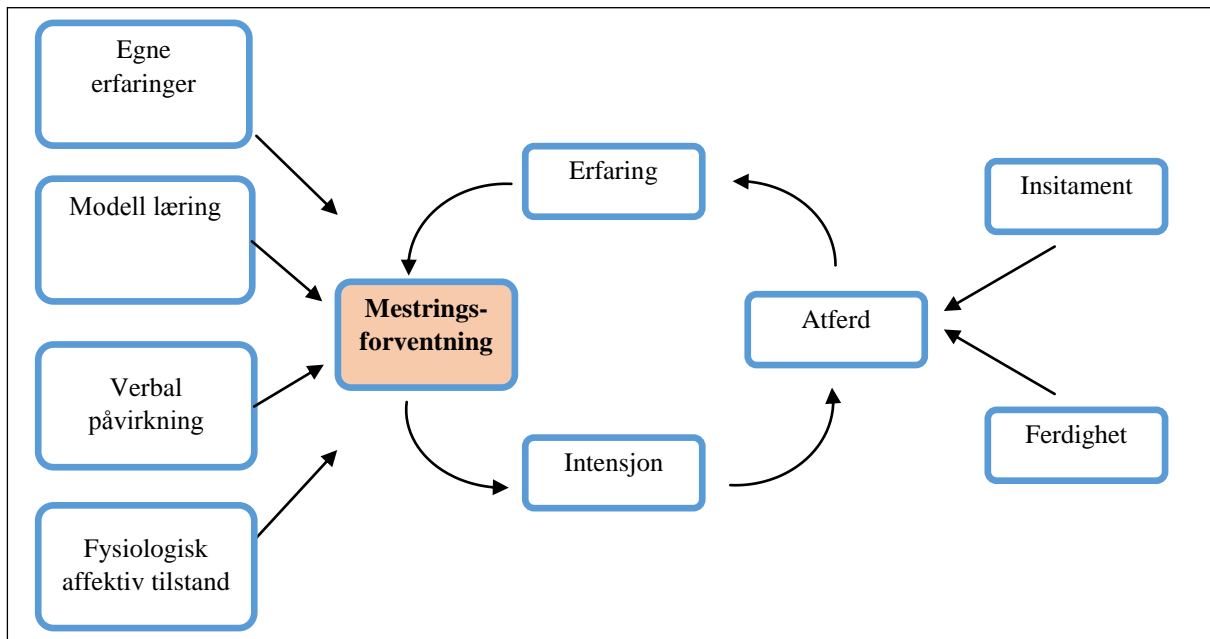 Egne
erfaringer
Modell læring
Verbal
påvirkning
Fysiologisk
affektiv tilstand
Mestrings-
forventning
Erfaring
Intensjon
Atferd
Insitament
Ferdighet